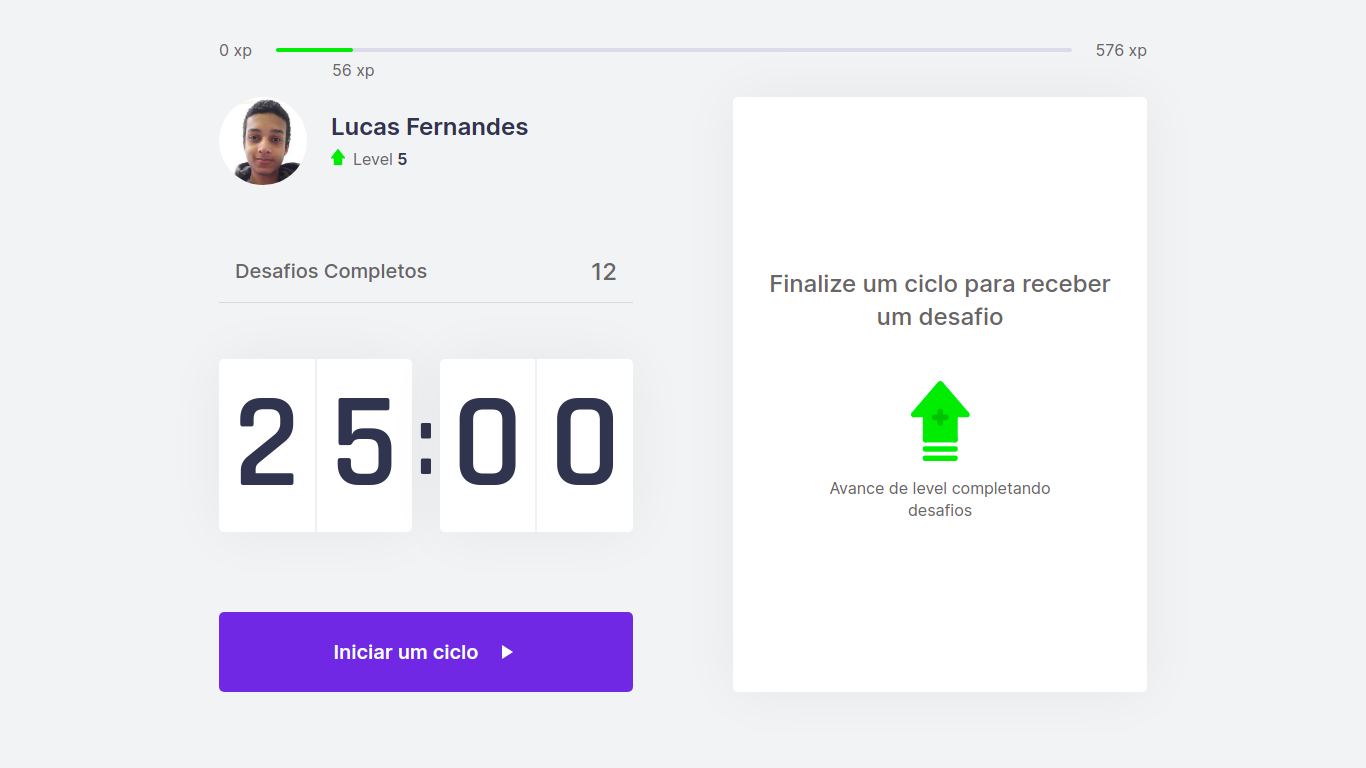 0 xp
576 xp
56 xp
Lucas Fernandes
Level 5
Desafios Completos 12
25:00
Iniciar um ciclo
Finalize um ciclo para receber
um desafio
Avance de level completando
desafios